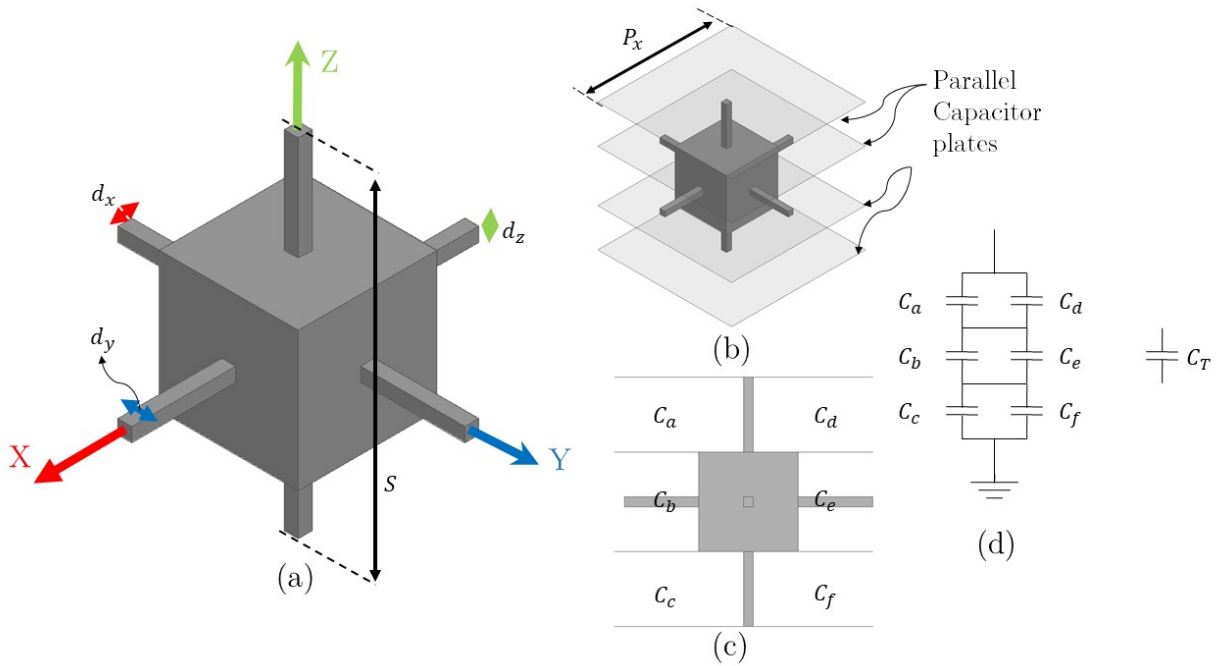 Z
d_x
d_z
d_y
X
Y
S
(a)
P_x
Parallel
Capacitor
plates
(b)
C_a
C_d
C_b
C_e
C_c
C_f
(c)
C_a
C_d
C_b
C_e
C_T
C_c
C_f
(d)